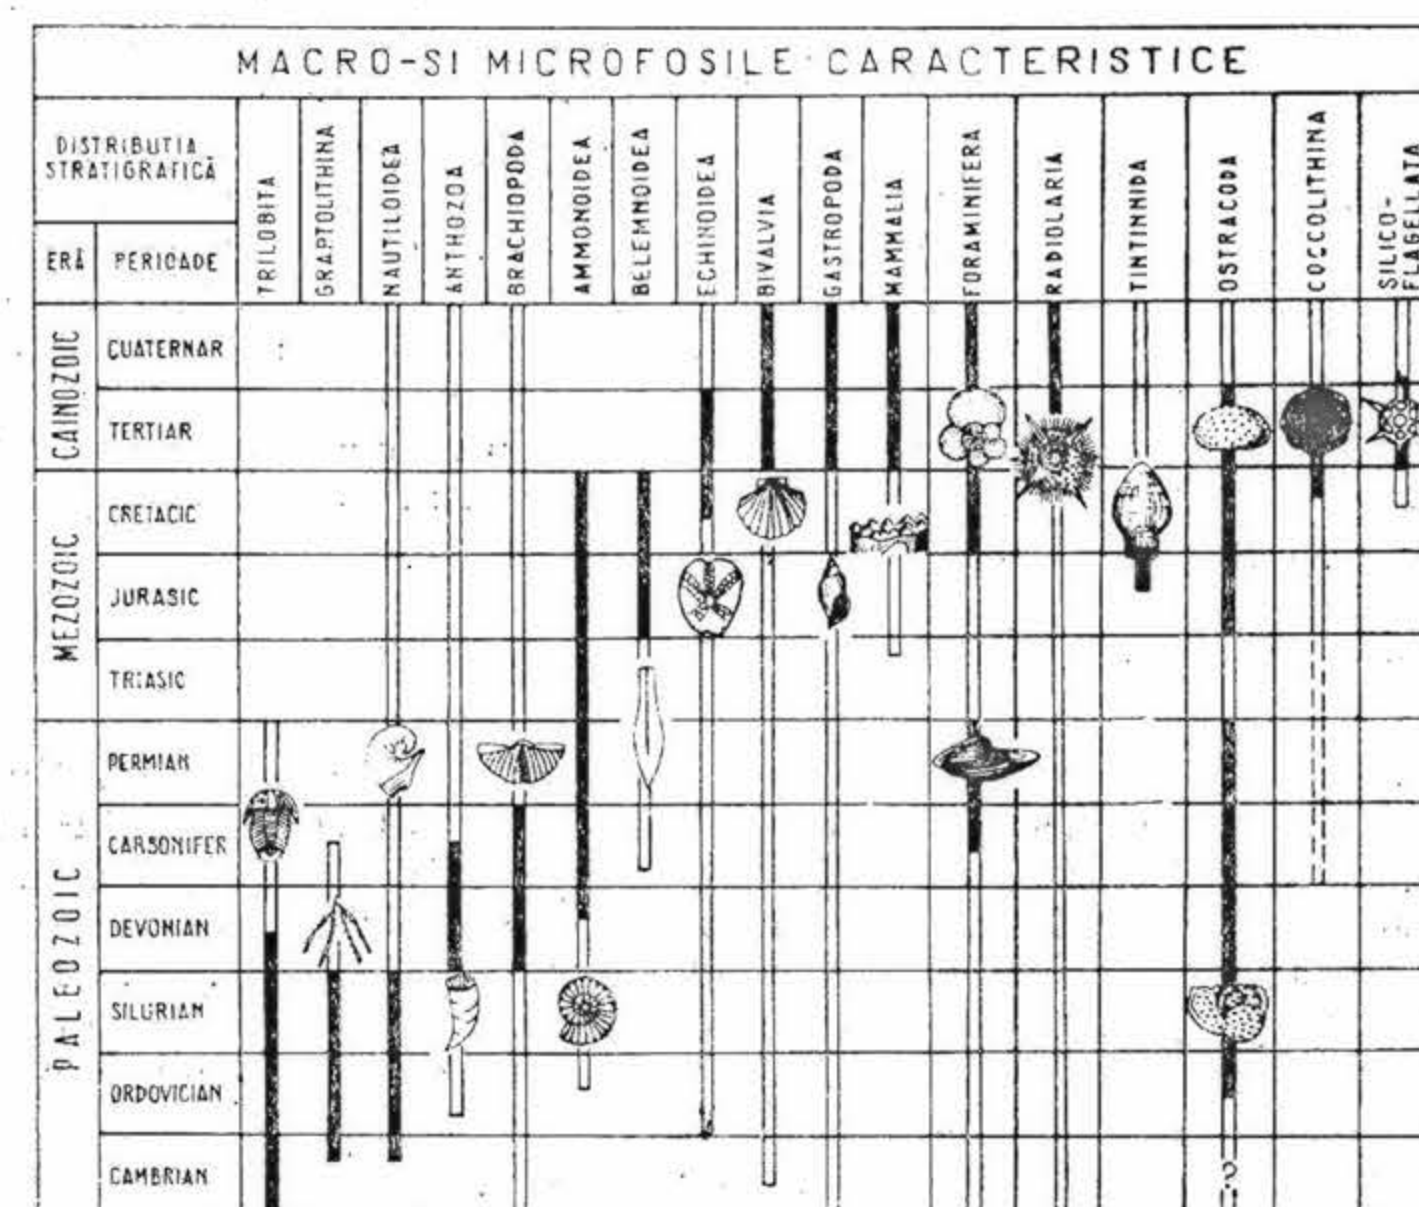 MACRO-SI MICROFOSILE CARACTERISTICE
DISTRIBUTIA
STRATIGRAFICĂ
ERĂ
PERIOADE
TRILOBITA
GRAPTOLITHINA
NAUTILOIDEA
ANTHOZOA
BRACHIOPODA
AMMONOIDEA
BELEMNOIDEA
ECHINOIDEA
BIVALVIA
GASTROPODA
MAMMALIA
FORAMINIFERA
RADIOLARIA
TINTINNIDA
OSTRACODA
COCCOLITHINA
SILICO-
FLAGELLATA
CAINOZOIC
CUATERNAR
TERTIAR
MEZOZOIC
CRETACIC
JURASIC
TRIASIC
PALEOZOIC
PERMIAN
CARBONIFER
DEVONIAN
SILURIAN
ORDOVICIAN
CAMBRIAN
?